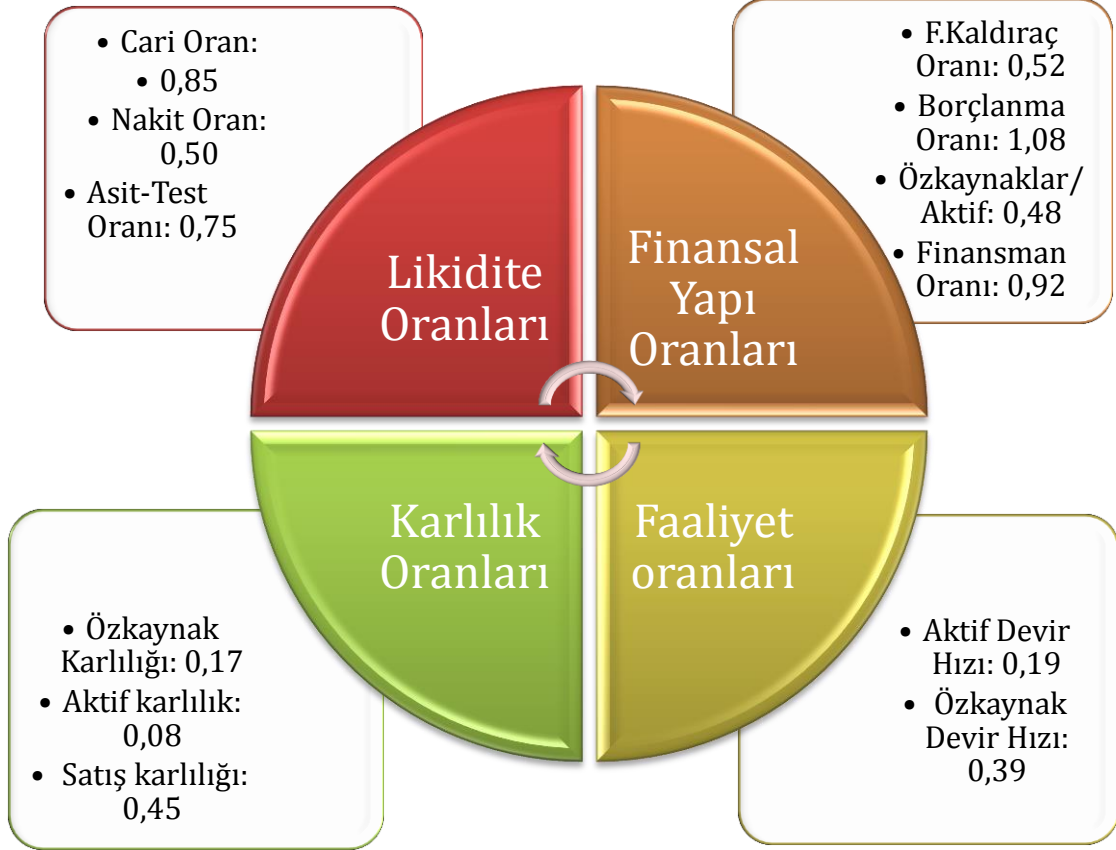 • Cari Oran:
• 0,85
• Nakit Oran:
0,50
• Asit-Test
Oranı: 0,75
• F.Kaldıraç
Oranı: 0,52
• Borçlanma
Oranı: 1,08
• Özkaynaklar/
Aktif: 0,48
• Finansman
Oranı: 0,92
Likidite
Oranları
Finansal
Yapı
Oranları
Karlılık
Oranları
Faaliyet
oranları
• Özkaynak
Karlılığı: 0,17
• Aktif karlılık:
0,08
• Satış karlılığı:
0,45
• Aktif Devir
Hızı: 0,19
• Özkaynak
Devir Hızı:
0,39